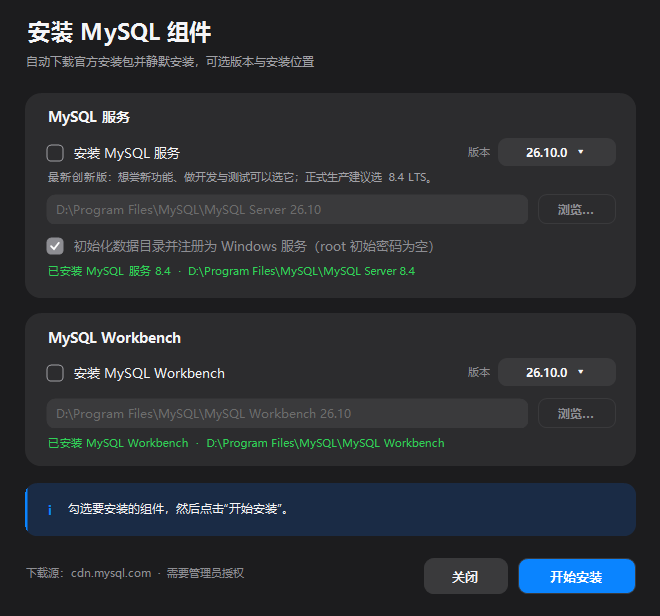 安装 MySQL 组件
自动下载官方安装包并静默安装，可选版本与安装位置
MySQL 服务
安装 MySQL 服务
版本
26.10.0
最新创新版：想尝新功能、做开发与测试可以选它；正式生产建议选 8.4 LTS。
D:\Program Files\MySQL\MySQL Server 26.10
浏览...
初始化数据目录并注册为 Windows 服务（root 初始密码为空）
已安装 MySQL 服务 8.4 · D:\Program Files\MySQL\MySQL Server 8.4
MySQL Workbench
安装 MySQL Workbench
版本
26.10.0
D:\Program Files\MySQL\MySQL Workbench 26.10
浏览...
已安装 MySQL Workbench · D:\Program Files\MySQL\MySQL Workbench
i 勾选要安装的组件，然后点击“开始安装”。
下载源：cdn.mysql.com · 需要管理员授权
关闭
开始安装